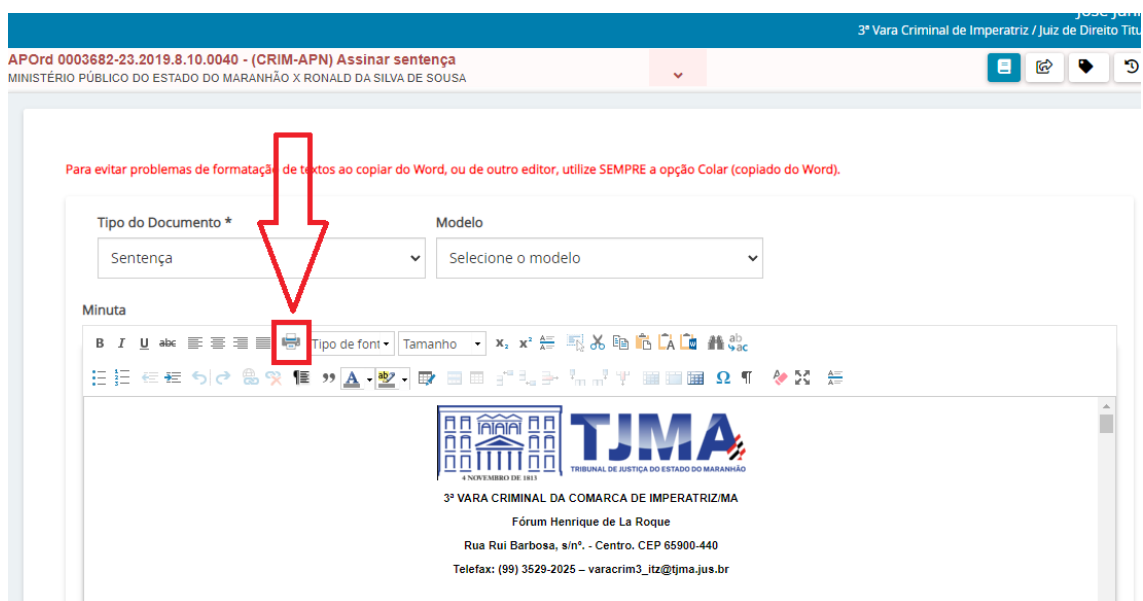 3ª Vara Criminal de Imperatriz / Juiz de Direito Titu
APOrd 0003682-23.2019.8.10.0040 - (CRIM-APN) Assinar sentença
MINISTÉRIO PÚBLICO DO ESTADO DO MARANHÃO X RONALD DA SILVA DE SOUSA
Para evitar problemas de formatação de textos ao copiar do Word, ou de outro editor, utilize SEMPRE a opção Colar (copiado do Word).
Tipo do Documento * Modelo
Sentença Selecione o modelo
Minuta
B I U abc Tipo de font Tamanho x₂ x²
TJMA
TRIBUNAL DE JUSTIÇA DO ESTADO DO MARANHÃO
4 NOVEMBRO DE 1813
3ª VARA CRIMINAL DA COMARCA DE IMPERATRIZ/MA
Fórum Henrique de La Roque
Rua Rui Barbosa, s/nº. - Centro. CEP 65900-440
Telefax: (99) 3529-2025 – varacrim3_itz@tjma.jus.br